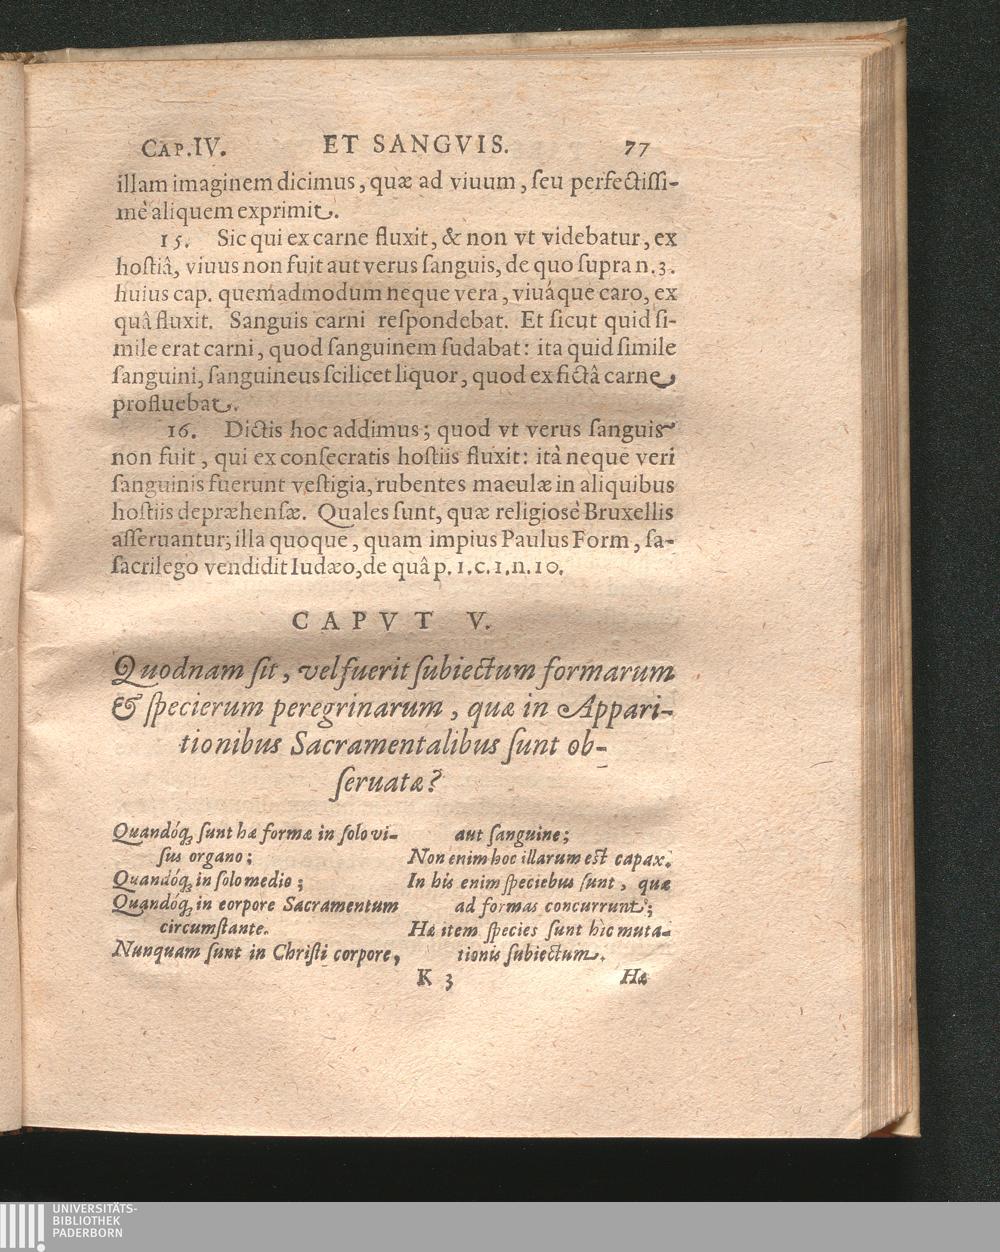 CAP.IV. ET SANGVIS. 77
illam imaginem dicimus, quæ ad viuum, ſeu perfectiſſi-
mè aliquem exprimit.
15. Sic qui ex carne fluxit, & non vt videbatur, ex
hoſtiâ, viuus non fuit aut verus ſanguis, de quo ſupra n.3.
huius cap. quemadmodum neque vera, viuáque caro, ex
quâ fluxit. Sanguis carni reſpondebat. Et ſicut quid ſi-
mile erat carni, quod ſanguinem ſudabat: ita quid ſimile
ſanguini, ſanguineus ſcilicet liquor, quod ex fictâ carne
profluebat.
16. Dictis hoc addimus; quod vt verus ſanguis
non fuit, qui ex conſecratis hoſtiis fluxit: ità neque veri
ſanguinis fuerunt veſtigia, rubentes maculæ in aliquibus
hoſtiis depræhenſæ. Quales ſunt, quæ religiosè Bruxellis
aſſeruantur; illa quoque, quam impius Paulus Form, ſa-
ſacrilego vendidit Iudæo, de quâ p. 1.c.1.n.10.
CAPVT V.
Quodnam ſit, vel fuerit ſubiectum formarum
& ſpecierum peregrinarum, quæ in Appari-
tionibus Sacramentalibus ſunt ob-
ſeruatæ?
Quandóq; ſunt hæ formæ in ſolo vi-
ſus organo;
Quandóq; in ſolo medio;
Quandóq; in corpore Sacramentum
circumſtante.
Nunquam ſunt in Chriſti corpore,
aut ſanguine;
Non enim hoc illarum eſt capax.
In his enim ſpeciebus ſunt, quæ
ad formas concurrunt;
Hæ item ſpecies ſunt hic muta-
tionis ſubiectum.
K 3 Hæ
UNIVERSITÄTS-
BIBLIOTHEK
PADERBORN